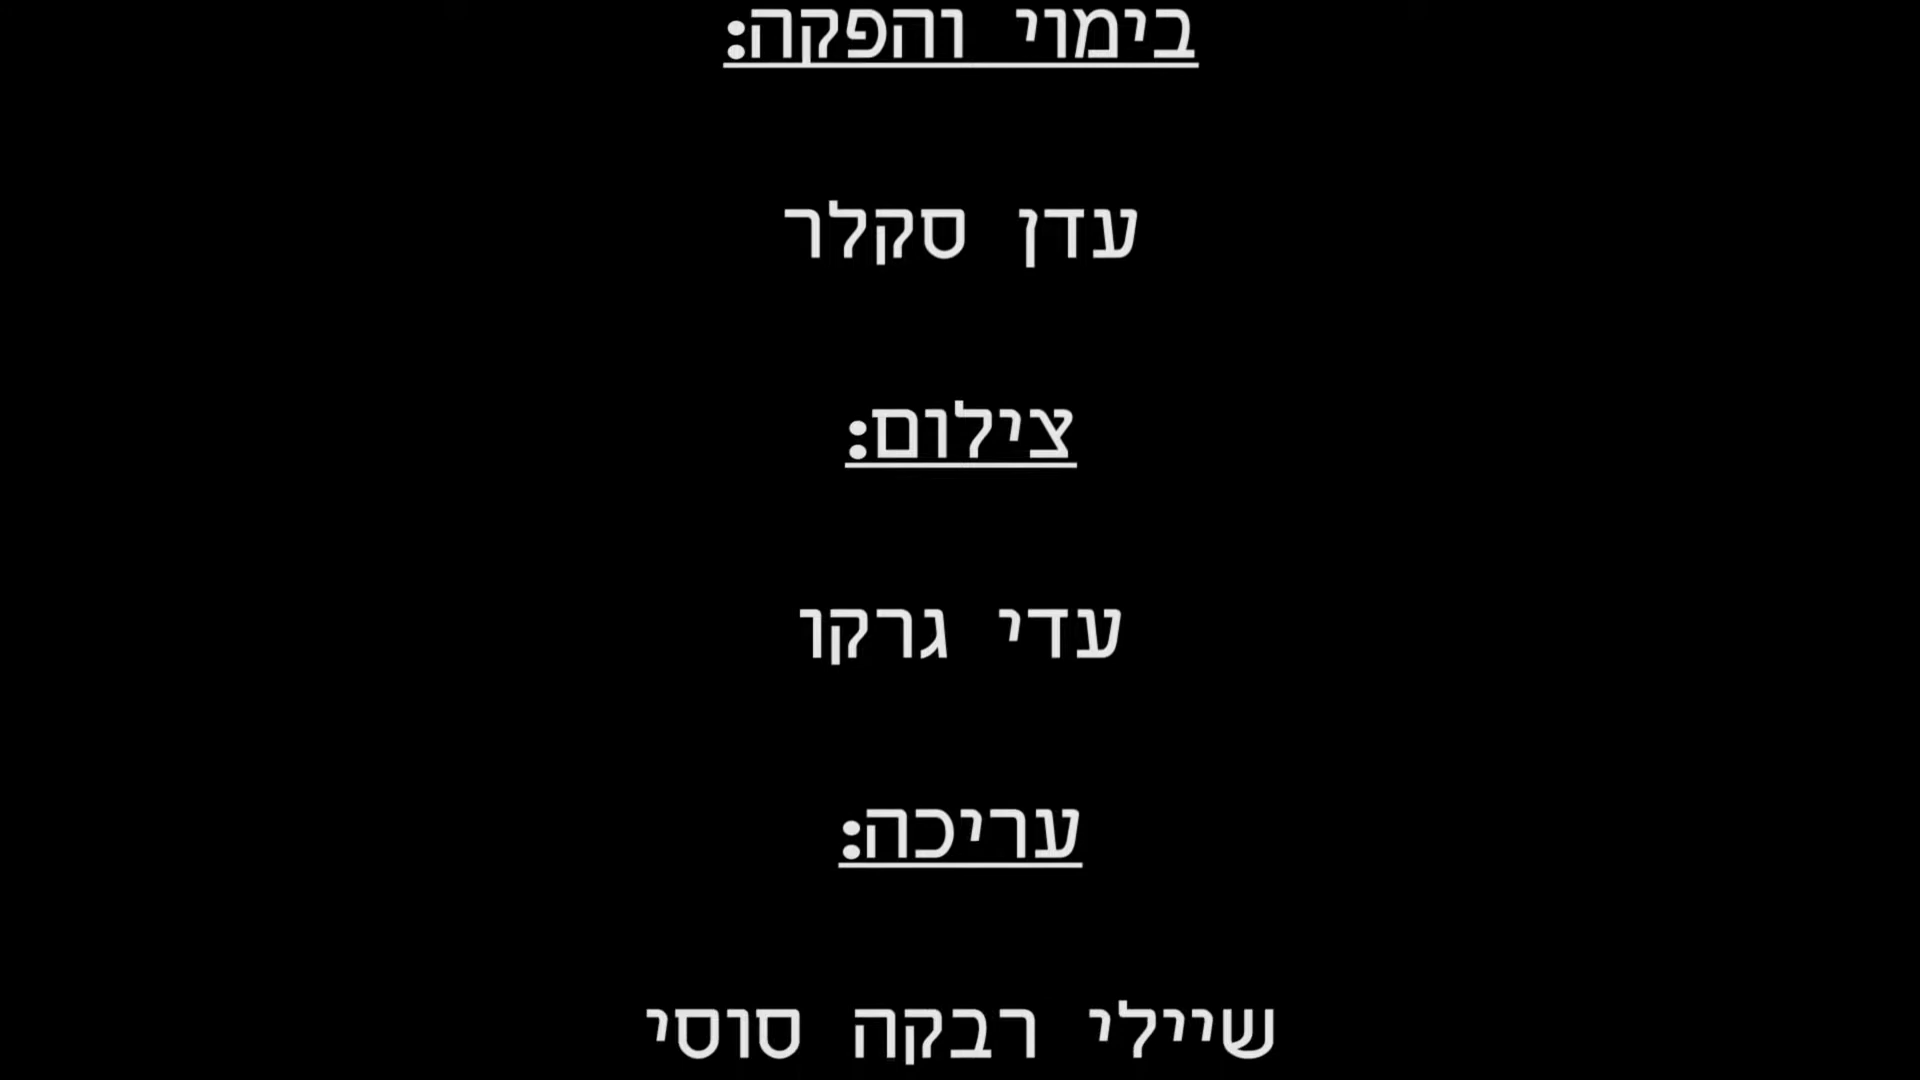 בימוי והפקה:
עדן סקלר
צילום:
עדי גרקו
עריכה:
שיילי רבקה סוסי